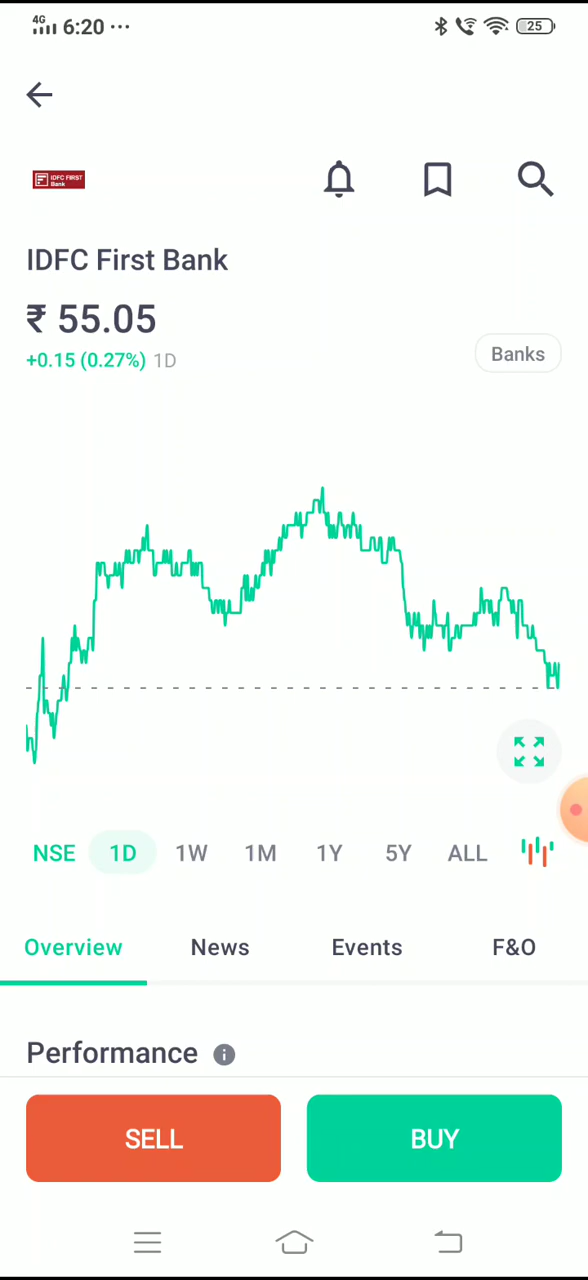 4G 6:20 ... 25
IDFC FIRST
Bank
IDFC First Bank
₹ 55.05
+0.15 (0.27%) 1D
Banks
NSE 1D 1W 1M 1Y 5Y ALL
Overview News Events F&O
Performance
SELL BUY